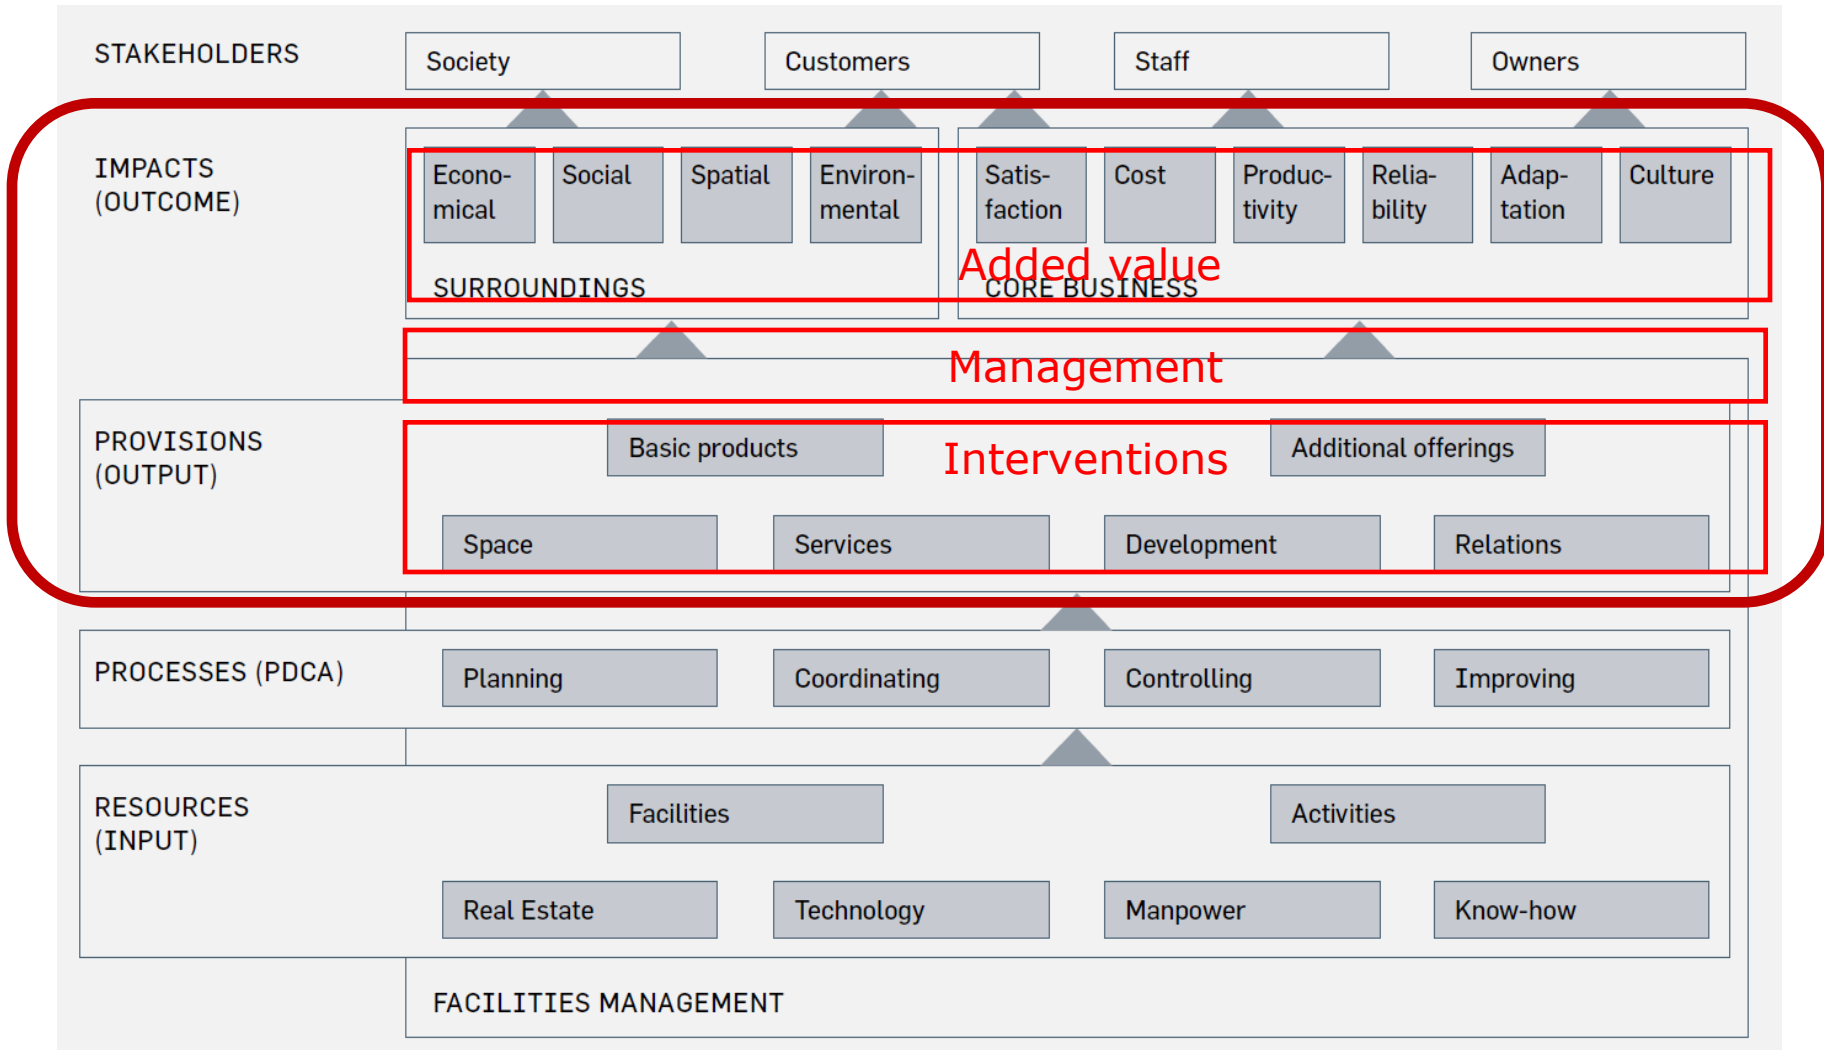 STAKEHOLDERS
Society
Customers
Staff
Owners
IMPACTS
(OUTCOME)
Econo-
mical
Social
Spatial
Environ-
mental
Satis-
faction
Cost
Produc-
tivity
Relia-
bility
Adap-
tation
Culture
Added value
SURROUNDINGS
CORE BUSINESS
Management
PROVISIONS
(OUTPUT)
Basic products
Interventions
Additional offerings
Space
Services
Development
Relations
PROCESSES (PDCA)
Planning
Coordinating
Controlling
Improving
RESOURCES
(INPUT)
Facilities
Activities
Real Estate
Technology
Manpower
Know-how
FACILITIES MANAGEMENT